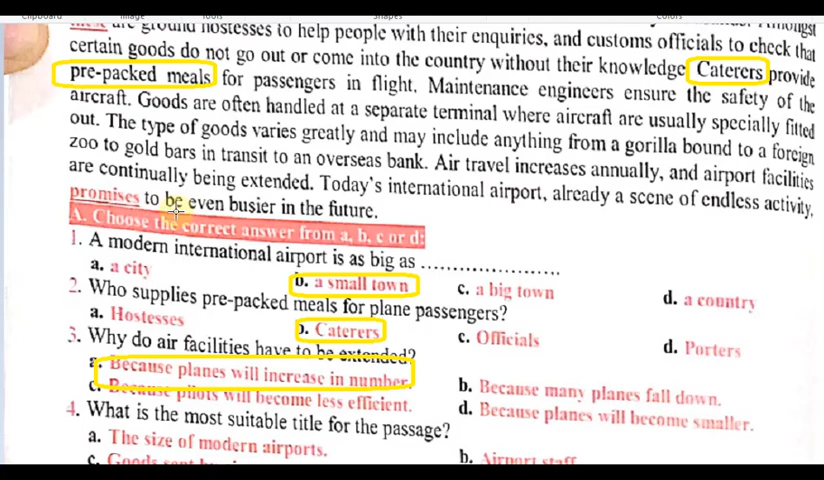 Clipboard Image Tools Shapes Colors
are ground hostesses to help people with their enquiries, and customs officials to check that
certain goods do not go out or come into the country without their knowledge Caterers provide
pre-packed meals for passengers in flight. Maintenance engineers ensure the safety of the
aircraft. Goods are often handled at a separate terminal where aircraft are usually specially fitted
out. The type of goods varies greatly and may include anything from a gorilla bound to a foreign
zoo to gold bars in transit to an overseas bank. Air travel increases annually, and airport facilities
are continually being extended. Today's international airport, already a scene of endless activity,
promises to be even busier in the future.
A. Choose the correct answer from a, b, c or d:
1. A modern international airport is as big as ........................
a. a city b. a small town c. a big town d. a country
2. Who supplies pre-packed meals for plane passengers?
a. Hostesses b. Caterers c. Officials d. Porters
3. Why do air facilities have to be extended?
a. Because planes will increase in number. b. Because many planes fall down.
c. Because pilots will become less efficient. d. Because planes will become smaller.
4. What is the most suitable title for the passage?
a. The size of modern airports. b. Airport staff
c. Goods